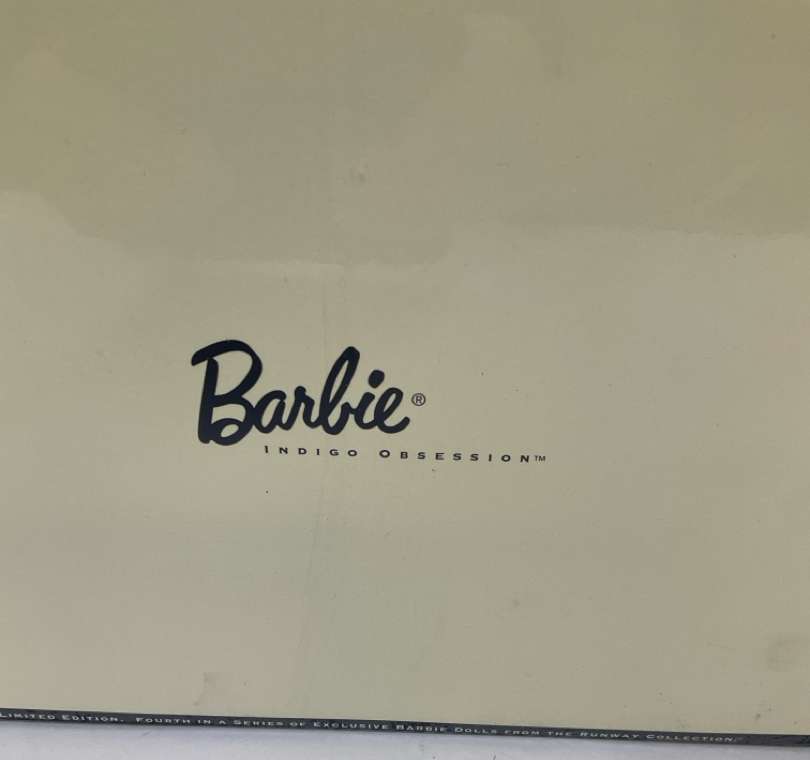 Barbie®
INDIGO OBSESSION™
LIMITED EDITION. FOURTH IN A SERIES OF EXCLUSIVE BARBIE DOLLS FROM THE RUNWAY COLLECTION.